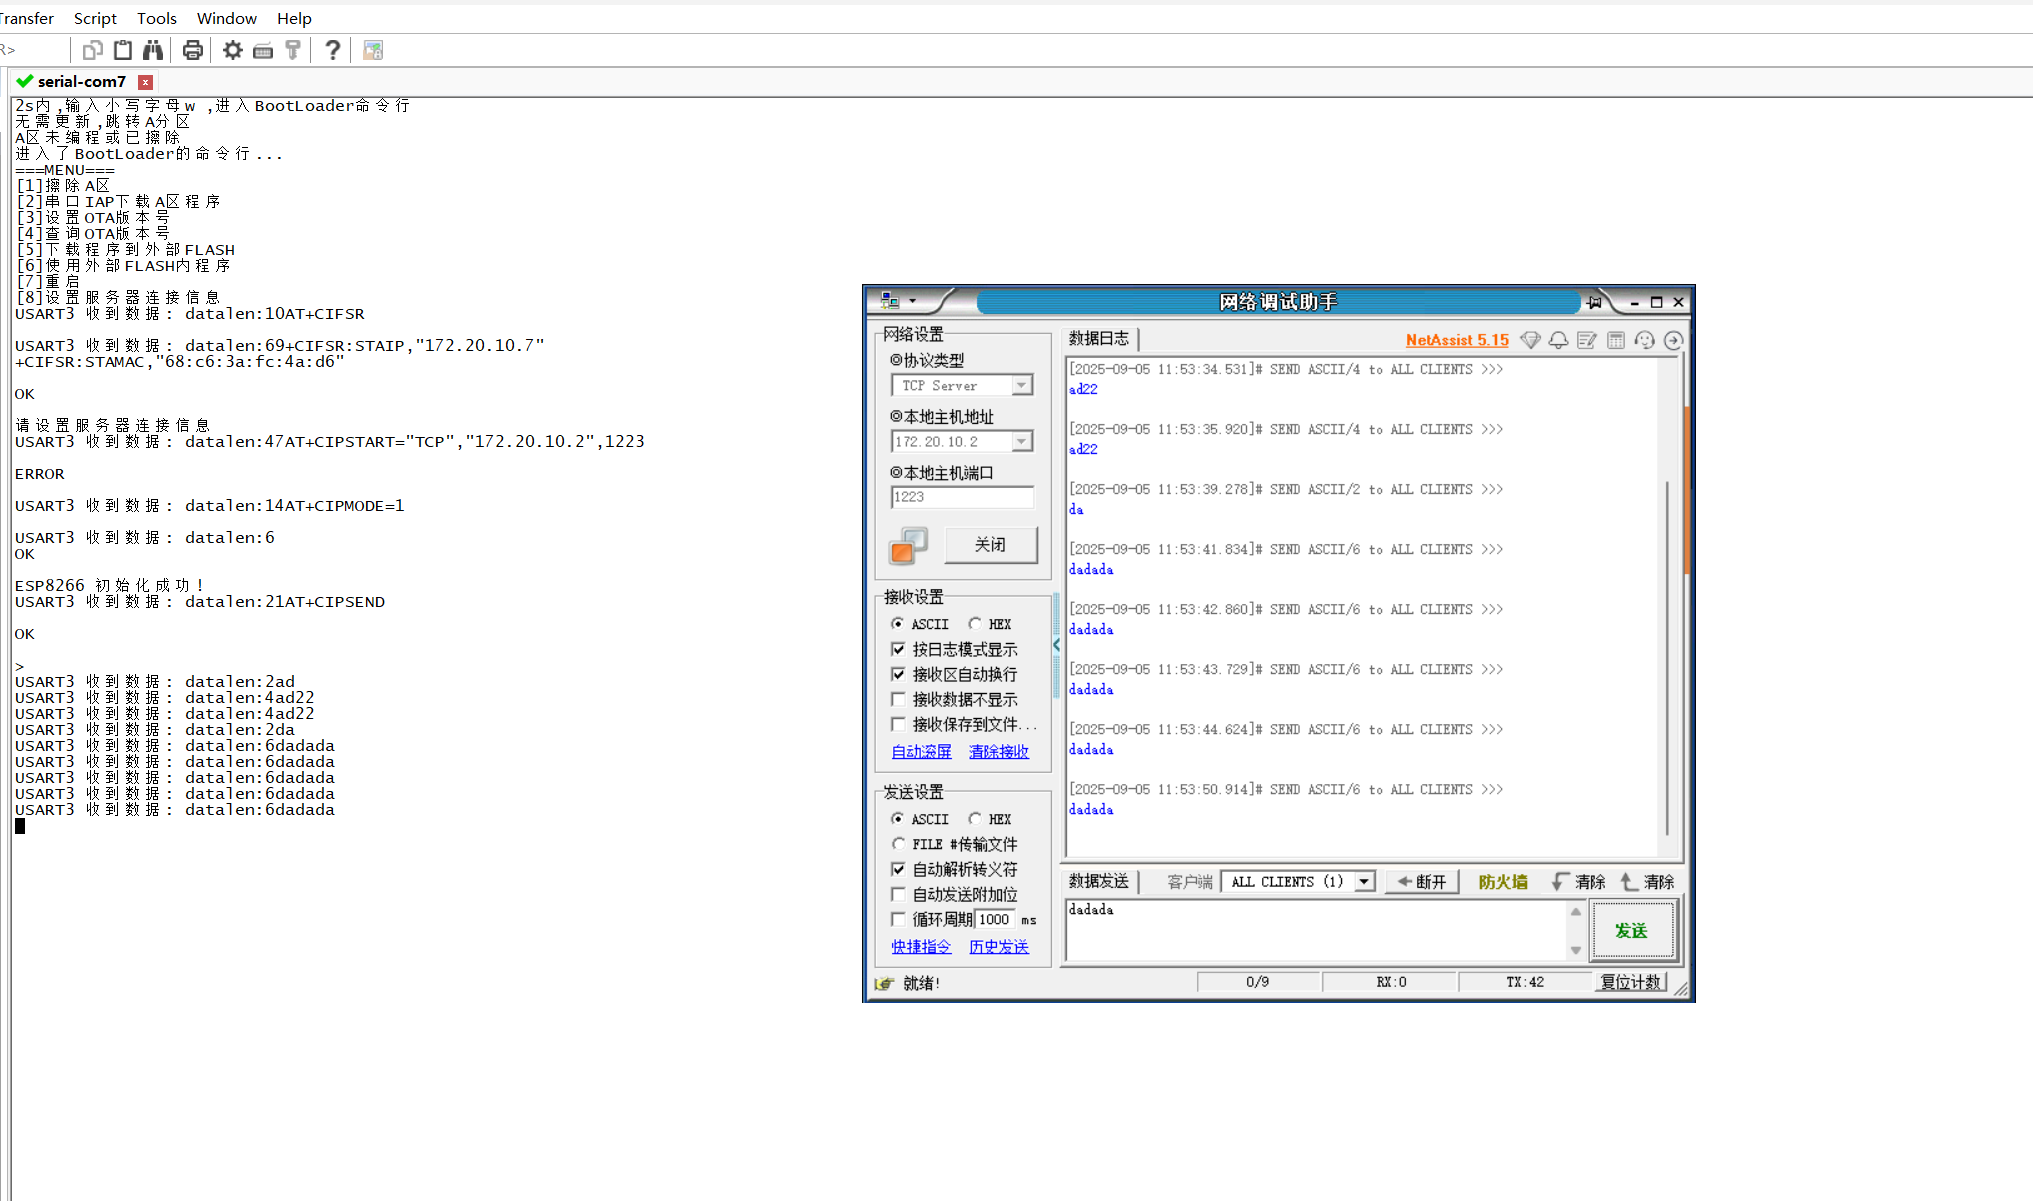 Transfer Script Tools Window Help
R>
serial-com7
2s内,输入小写字母w ,进入BootLoader命令行
无需更新,跳转A分区
A区未编程或已擦除
进入了BootLoader的命令行...
===MENU===
[1]擦除A区
[2]串口IAP下载A区程序
[3]设置OTA版本号
[4]查询OTA版本号
[5]下载程序到外部FLASH
[6]使用外部FLASH内程序
[7]重启
[8]设置服务器连接信息
USART3 收到数据: datalen:10AT+CIFSR
USART3 收到数据: datalen:69+CIFSR:STAIP,"172.20.10.7"
+CIFSR:STAMAC,"68:c6:3a:fc:4a:d6"
OK
请设置服务器连接信息
USART3 收到数据: datalen:47AT+CIPSTART="TCP","172.20.10.2",1223
ERROR
USART3 收到数据: datalen:14AT+CIPMODE=1
USART3 收到数据: datalen:6
OK
ESP8266 初始化成功!
USART3 收到数据: datalen:21AT+CIPSEND
OK
>
USART3 收到数据: datalen:2ad
USART3 收到数据: datalen:4ad22
USART3 收到数据: datalen:4ad22
USART3 收到数据: datalen:2da
USART3 收到数据: datalen:6dadada
USART3 收到数据: datalen:6dadada
USART3 收到数据: datalen:6dadada
USART3 收到数据: datalen:6dadada
USART3 收到数据: datalen:6dadada
网络调试助手
网络设置
协议类型
TCP Server
本地主机地址
172.20.10.2
本地主机端口
1223
关闭
接收设置
ASCII HEX
按日志模式显示
接收区自动换行
接收数据不显示
接收保存到文件...
自动滚屏 清除接收
发送设置
ASCII HEX
FILE #传输文件
自动解析转义符
自动发送附加位
循环周期 1000 ms
快捷指令 历史发送
数据日志
NetAssist 5.15
[2025-09-05 11:53:34.531]# SEND ASCII/4 to ALL CLIENTS >>>
ad22
[2025-09-05 11:53:35.920]# SEND ASCII/4 to ALL CLIENTS >>>
ad22
[2025-09-05 11:53:39.278]# SEND ASCII/2 to ALL CLIENTS >>>
da
[2025-09-05 11:53:41.834]# SEND ASCII/6 to ALL CLIENTS >>>
dadada
[2025-09-05 11:53:42.860]# SEND ASCII/6 to ALL CLIENTS >>>
dadada
[2025-09-05 11:53:43.729]# SEND ASCII/6 to ALL CLIENTS >>>
dadada
[2025-09-05 11:53:44.624]# SEND ASCII/6 to ALL CLIENTS >>>
dadada
[2025-09-05 11:53:50.914]# SEND ASCII/6 to ALL CLIENTS >>>
dadada
数据发送 客户端 ALL CLIENTS (1) 断开 防火墙 清除 清除
dadada
发送
就绪! 0/9 RX:0 TX:42 复位计数